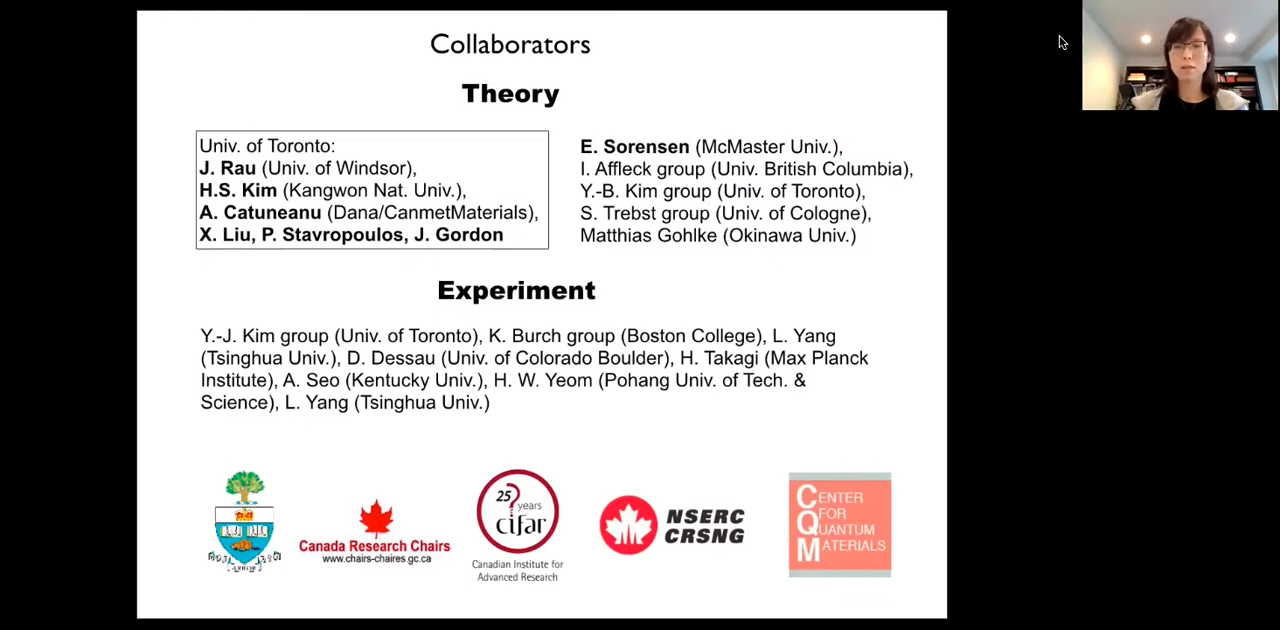 Collaborators
Theory
Univ. of Toronto:
J. Rau (Univ. of Windsor),
H.S. Kim (Kangwon Nat. Univ.),
A. Catuneanu (Dana/CanmetMaterials),
X. Liu, P. Stavropoulos, J. Gordon
E. Sorensen (McMaster Univ.),
I. Affleck group (Univ. British Columbia),
Y.-B. Kim group (Univ. of Toronto),
S. Trebst group (Univ. of Cologne),
Matthias Gohlke (Okinawa Univ.)
Experiment
Y.-J. Kim group (Univ. of Toronto), K. Burch group (Boston College), L. Yang
(Tsinghua Univ.), D. Dessau (Univ. of Colorado Boulder), H. Takagi (Max Planck
Institute), A. Seo (Kentucky Univ.), H. W. Yeom (Pohang Univ. of Tech. &
Science), L. Yang (Tsinghua Univ.)
Canada Research Chairs
www.chairs-chaires.gc.ca
25 years
cifar
Canadian Institute for
Advanced Research
NSERC
CRSNG
CENTER
FOR
QUANTUM
MATERIALS